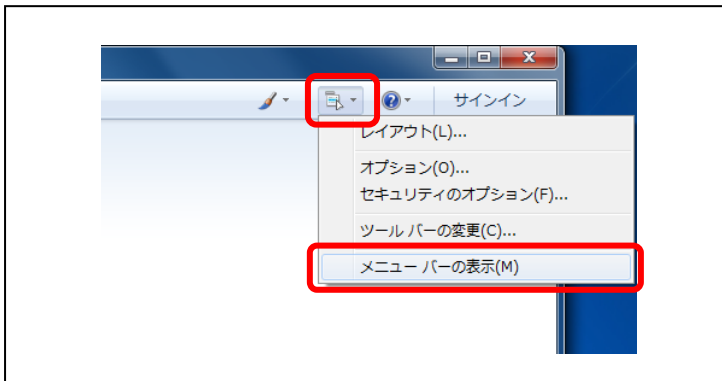 サインイン
レイアウト(L)...
オプション(O)...
セキュリティのオプション(F)...
ツール バーの変更(C)...
メニュー バーの表示(M)